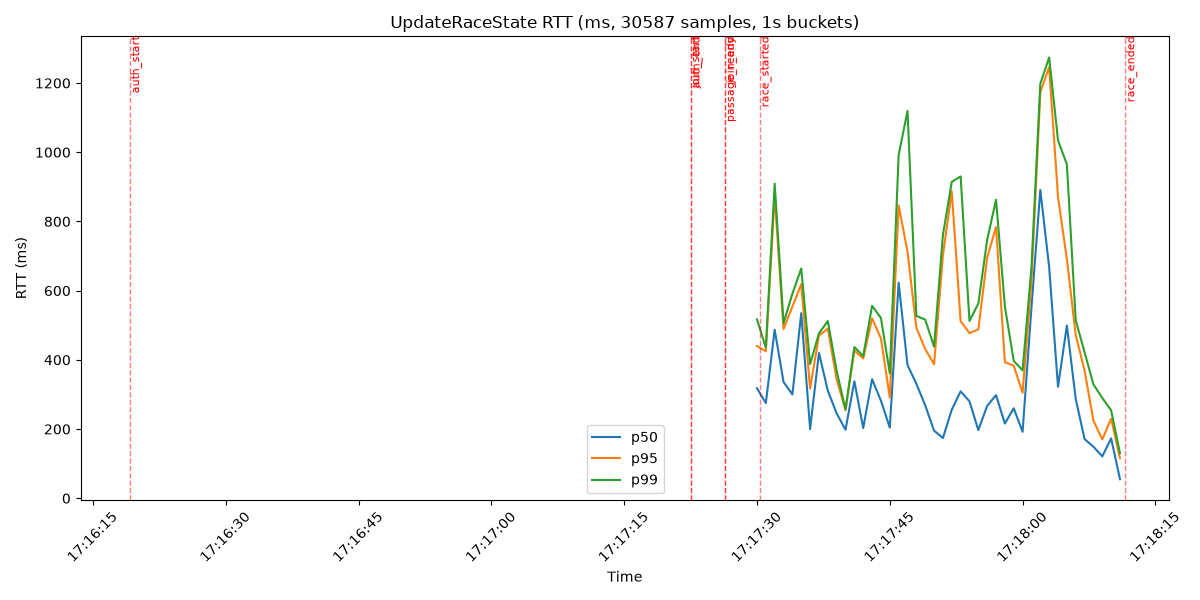 UpdateRaceState RTT (ms, 30587 samples, 1s buckets)
auth_start
race_started
race_ended
RTT (ms)
1200
1000
800
600
400
200
0
p50
p95
p99
17:16:15
17:16:30
17:16:45
17:17:00
17:17:15
17:17:30
17:17:45
17:18:00
17:18:15
Time